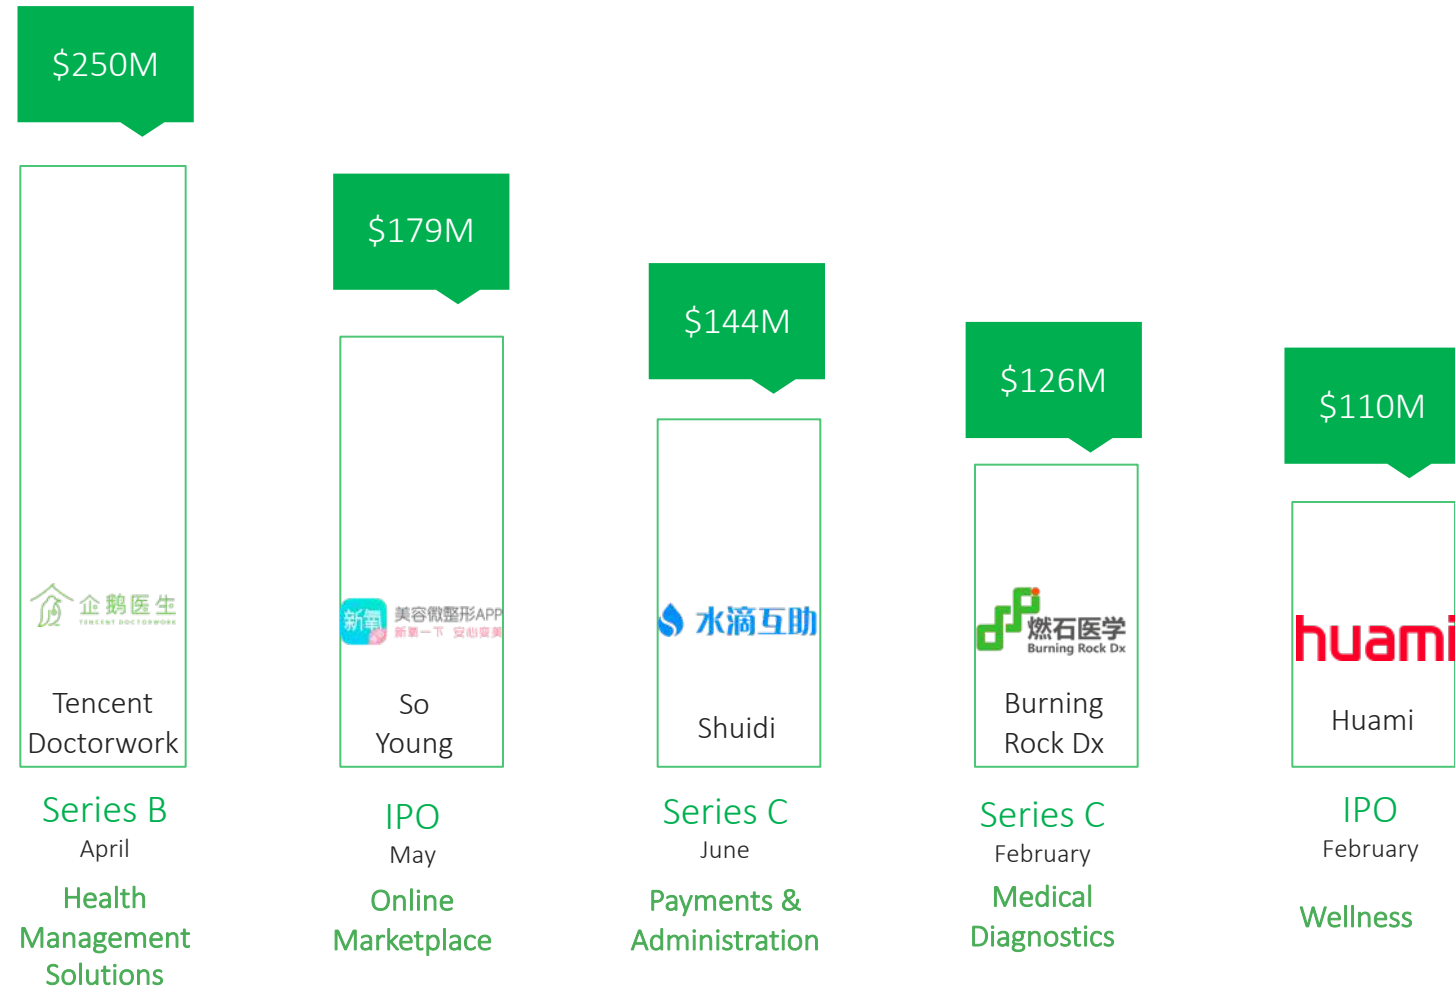 $250M
企鹅医生
TENCENT DOCTORWORK
Tencent
Doctorwork
Series B
April
Health
Management
Solutions
$179M
新氧
美容微整形APP
新氧一下 安心变美
So
Young
IPO
May
Online
Marketplace
$144M
水滴互助
Shuidi
Series C
June
Payments &
Administration
$126M
燃石医学
Burning Rock Dx
Burning
Rock Dx
Series C
February
Medical
Diagnostics
$110M
huami
Huami
IPO
February
Wellness